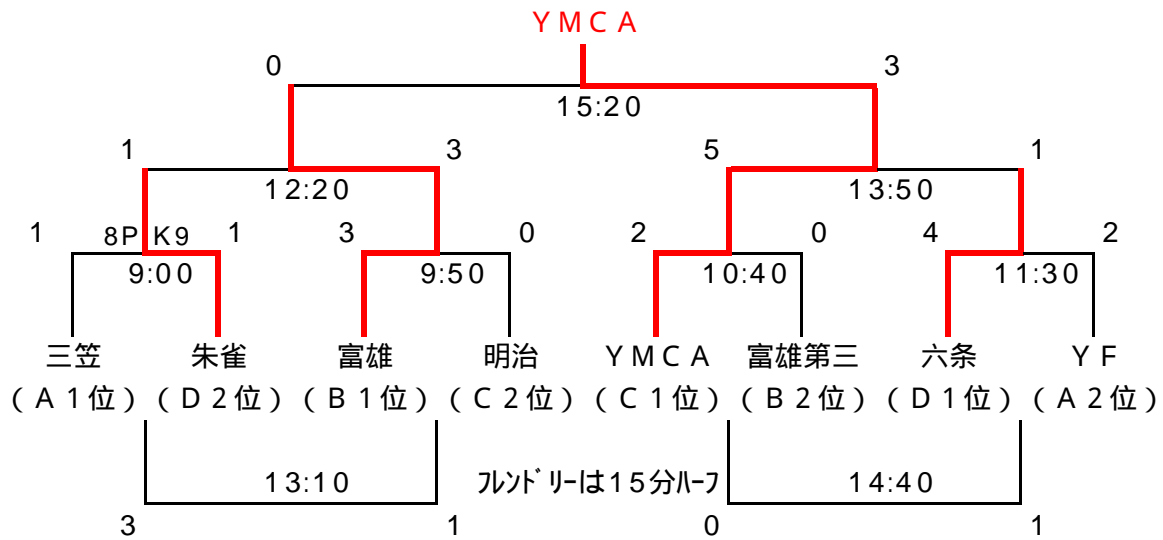 YMCA
0 3
15:20
1 3 5 1
12:20 13:50
1 8PK9 1 3 0 2 0 4 2
9:00 9:50 10:40 11:30
三笠 朱雀 富雄 明治 YMCA 富雄第三 六条 YF
(A1位) (D2位) (B1位) (C2位) (C1位) (B2位) (D1位) (A2位)
13:10 フレンドリーは15分ハーフ 14:40
3 1 0 1